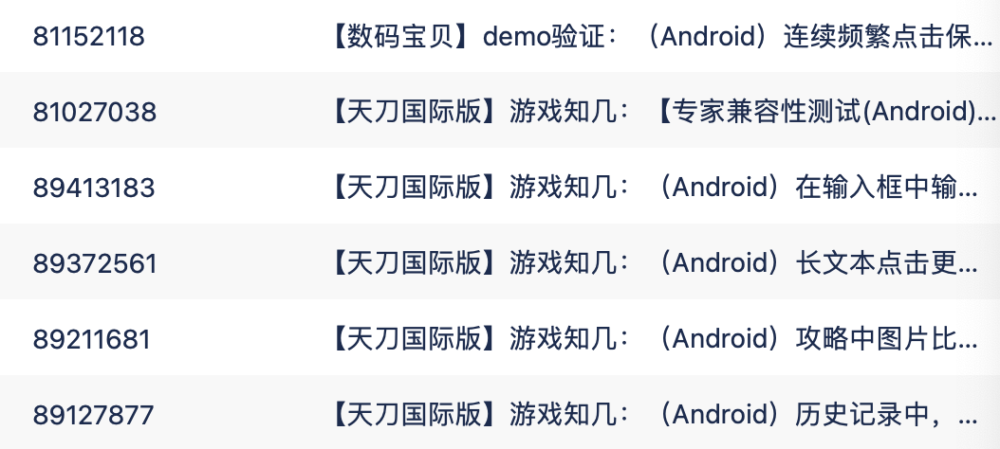 81152118 【数码宝贝】demo验证：（Android）连续频繁点击保...
81027038 【天刀国际版】游戏知几：【专家兼容性测试(Android)...
89413183 【天刀国际版】游戏知几：（Android）在输入框中输...
89372561 【天刀国际版】游戏知几：（Android）长文本点击更...
89211681 【天刀国际版】游戏知几：（Android）攻略中图片比...
89127877 【天刀国际版】游戏知几：（Android）历史记录中，...